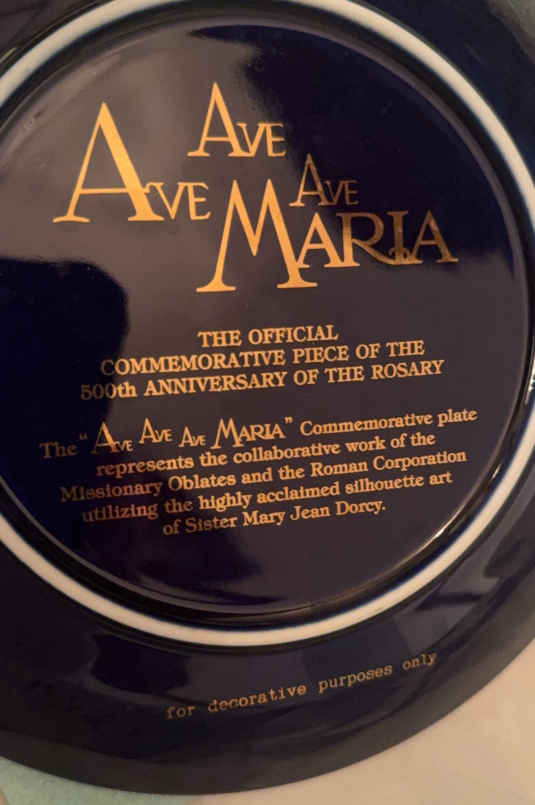 AVE
AVE AVE
MARIA
THE OFFICIAL
COMMEMORATIVE PIECE OF THE
500th ANNIVERSARY OF THE ROSARY
The "AVE AVE AVE MARIA" Commemorative plate
represents the collaborative work of the
Missionary Oblates and the Roman Corporation
utilizing the highly acclaimed silhouette art
of Sister Mary Jean Dorcy.
for decorative purposes only